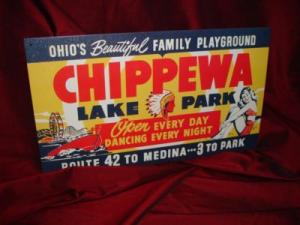 OHIO'S Beautiful FAMILY PLAYGROUND
CHIPPEWA
LAKE PARK
Open EVERY DAY
DANCING EVERY NIGHT
ROUTE 42 TO MEDINA---3 TO PARK